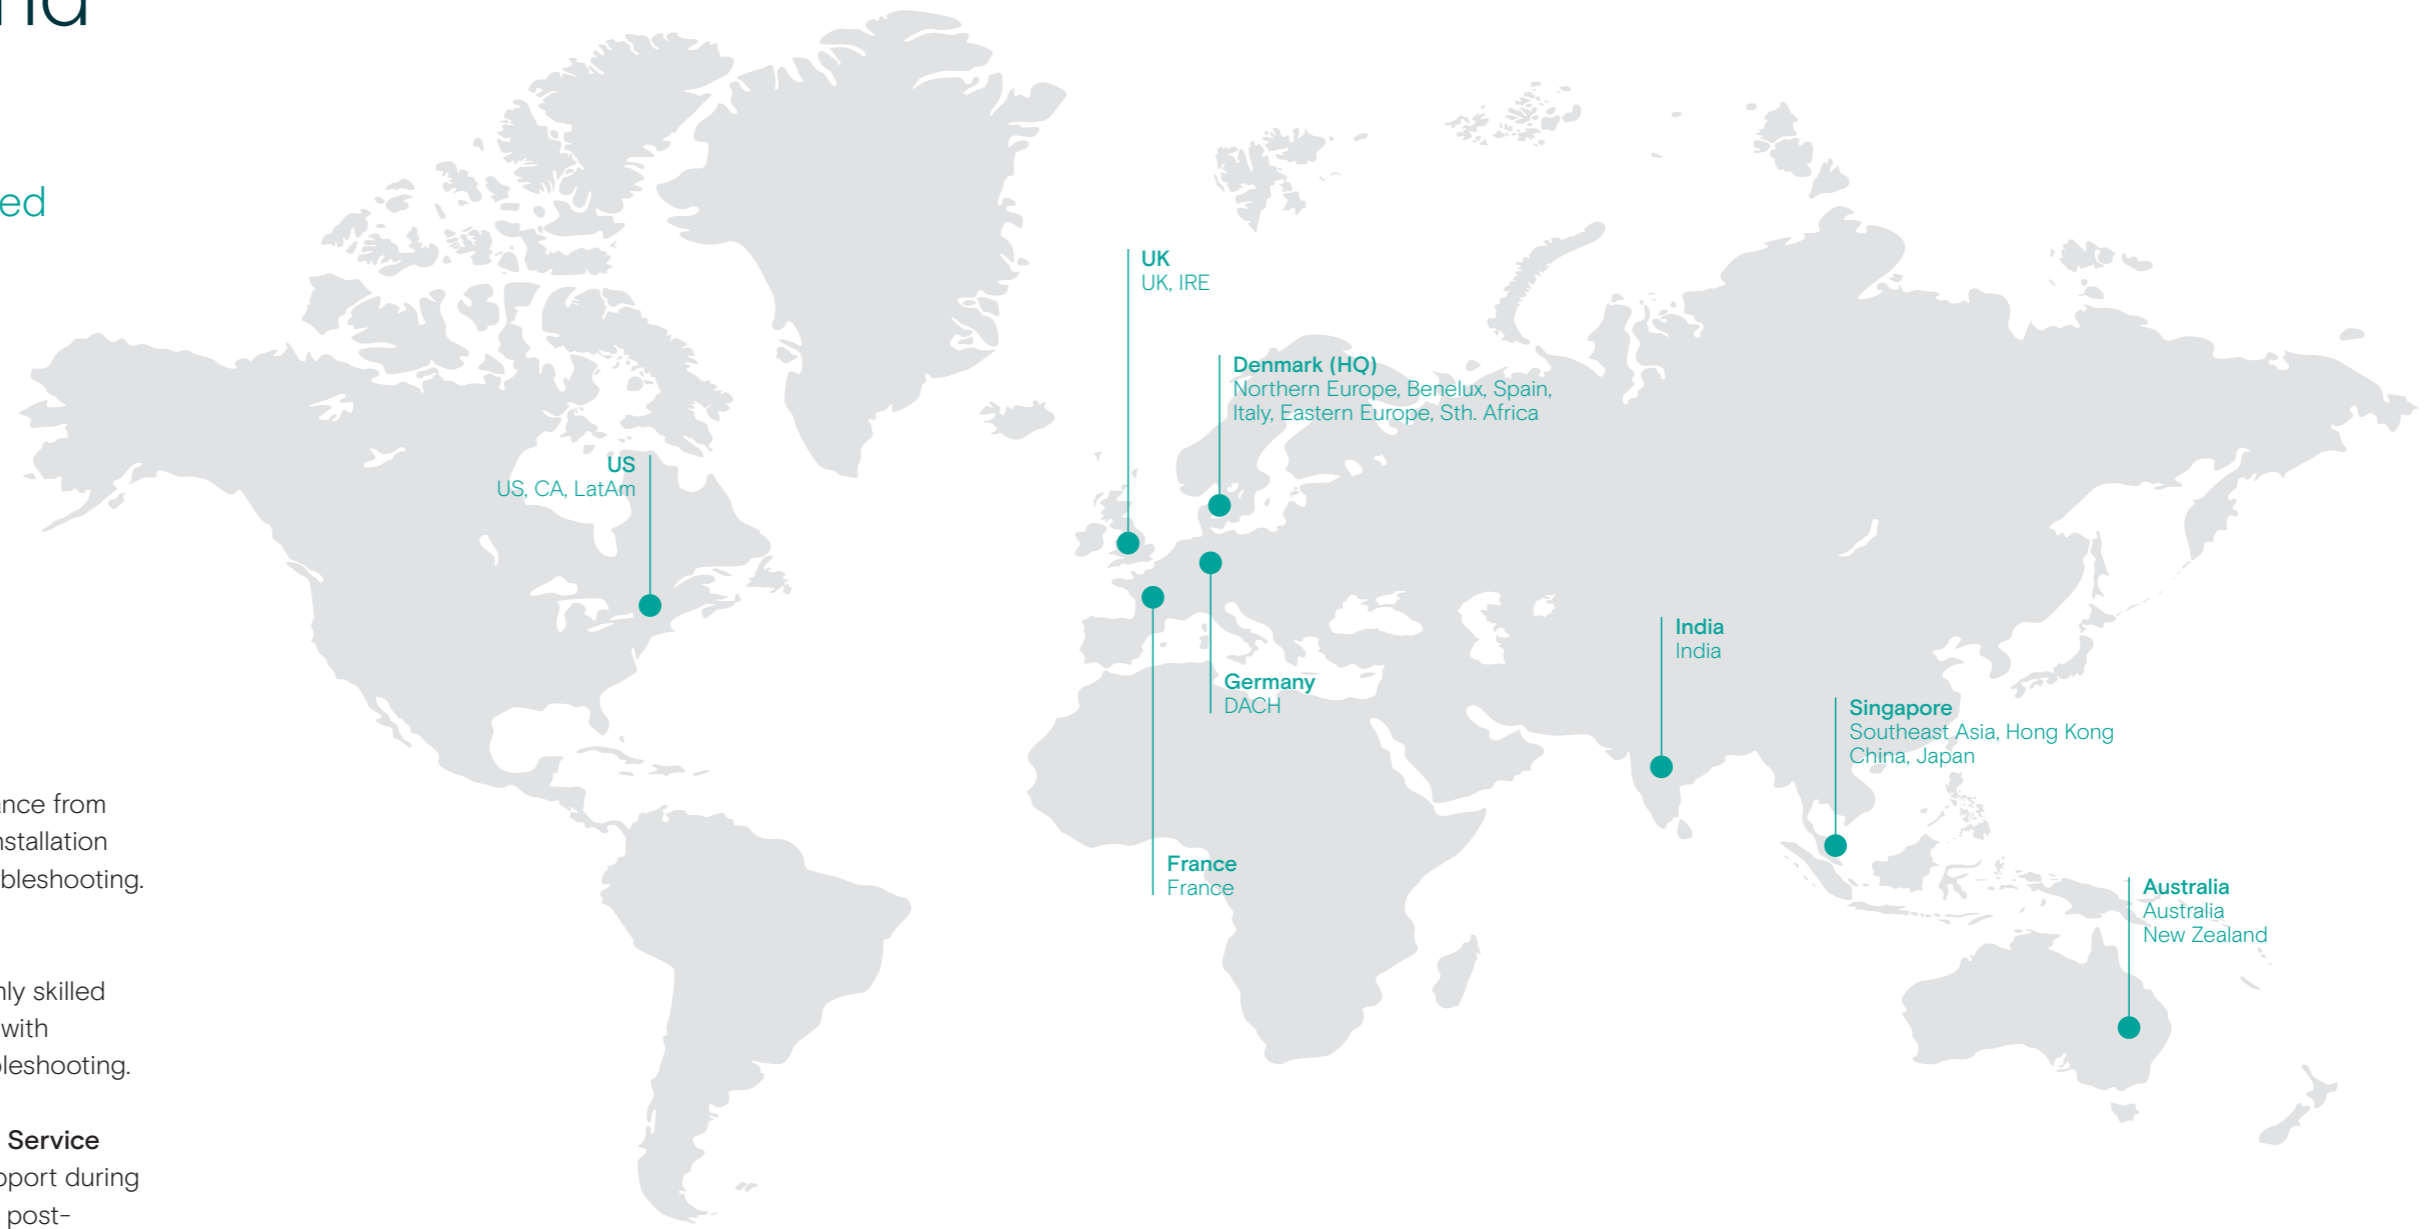 ed
UK
UK, IRE
Denmark (HQ)
Northern Europe, Benelux, Spain,
Italy, Eastern Europe, Sth. Africa
US
US, CA, LatAm
India
India
Germany
DACH
Singapore
Southeast Asia, Hong Kong
China, Japan
France
France
Australia
Australia
New Zealand
ance from
nstallation
bleshooting.
nly skilled
with
bleshooting.
Service
pport during
post-